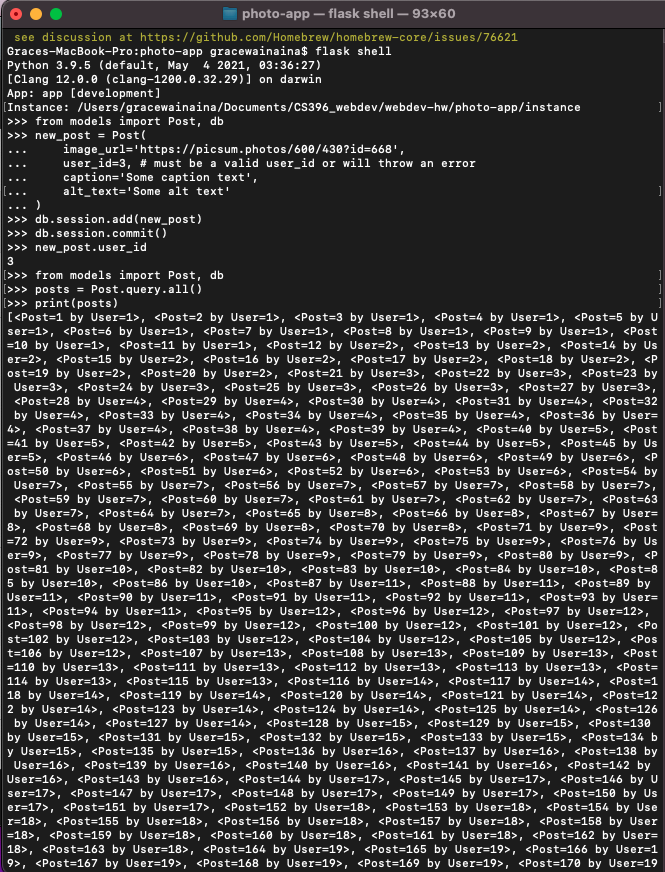 photo-app — flask shell — 93×60
see discussion at https://github.com/Homebrew/homebrew-core/issues/76621
Graces-MacBook-Pro:photo-app gracewainaina$ flask shell
Python 3.9.5 (default, May  4 2021, 03:36:27)
[Clang 12.0.0 (clang-1200.0.32.29)] on darwin
App: app [development]
Instance: /Users/gracewainaina/Documents/CS396_webdev/webdev-hw/photo-app/instance
>>> from models import Post, db
>>> new_post = Post(
...     image_url='https://picsum.photos/600/430?id=668',
...     user_id=3, # must be a valid user_id or will throw an error
...     caption='Some caption text',
...     alt_text='Some alt text'
... )
>>> db.session.add(new_post)
>>> db.session.commit()
>>> new_post.user_id
3
>>> from models import Post, db
>>> posts = Post.query.all()
>>> print(posts)
[<Post=1 by User=1>, <Post=2 by User=1>, <Post=3 by User=1>, <Post=4 by User=1>, <Post=5 by U
ser=1>, <Post=6 by User=1>, <Post=7 by User=1>, <Post=8 by User=1>, <Post=9 by User=1>, <Post
=10 by User=1>, <Post=11 by User=1>, <Post=12 by User=2>, <Post=13 by User=2>, <Post=14 by Us
er=2>, <Post=15 by User=2>, <Post=16 by User=2>, <Post=17 by User=2>, <Post=18 by User=2>, <P
ost=19 by User=2>, <Post=20 by User=2>, <Post=21 by User=3>, <Post=22 by User=3>, <Post=23 by
 User=3>, <Post=24 by User=3>, <Post=25 by User=3>, <Post=26 by User=3>, <Post=27 by User=3>,
 <Post=28 by User=4>, <Post=29 by User=4>, <Post=30 by User=4>, <Post=31 by User=4>, <Post=32
 by User=4>, <Post=33 by User=4>, <Post=34 by User=4>, <Post=35 by User=4>, <Post=36 by User=
4>, <Post=37 by User=4>, <Post=38 by User=4>, <Post=39 by User=4>, <Post=40 by User=5>, <Post
=41 by User=5>, <Post=42 by User=5>, <Post=43 by User=5>, <Post=44 by User=5>, <Post=45 by Us
er=5>, <Post=46 by User=6>, <Post=47 by User=6>, <Post=48 by User=6>, <Post=49 by User=6>, <P
ost=50 by User=6>, <Post=51 by User=6>, <Post=52 by User=6>, <Post=53 by User=6>, <Post=54 by
 User=7>, <Post=55 by User=7>, <Post=56 by User=7>, <Post=57 by User=7>, <Post=58 by User=7>,
 <Post=59 by User=7>, <Post=60 by User=7>, <Post=61 by User=7>, <Post=62 by User=7>, <Post=63
 by User=7>, <Post=64 by User=7>, <Post=65 by User=8>, <Post=66 by User=8>, <Post=67 by User=
8>, <Post=68 by User=8>, <Post=69 by User=8>, <Post=70 by User=8>, <Post=71 by User=9>, <Post
=72 by User=9>, <Post=73 by User=9>, <Post=74 by User=9>, <Post=75 by User=9>, <Post=76 by Us
er=9>, <Post=77 by User=9>, <Post=78 by User=9>, <Post=79 by User=9>, <Post=80 by User=9>, <P
ost=81 by User=10>, <Post=82 by User=10>, <Post=83 by User=10>, <Post=84 by User=10>, <Post=8
5 by User=10>, <Post=86 by User=10>, <Post=87 by User=11>, <Post=88 by User=11>, <Post=89 by
User=11>, <Post=90 by User=11>, <Post=91 by User=11>, <Post=92 by User=11>, <Post=93 by User=
11>, <Post=94 by User=11>, <Post=95 by User=12>, <Post=96 by User=12>, <Post=97 by User=12>,
<Post=98 by User=12>, <Post=99 by User=12>, <Post=100 by User=12>, <Post=101 by User=12>, <Po
st=102 by User=12>, <Post=103 by User=12>, <Post=104 by User=12>, <Post=105 by User=12>, <Pos
t=106 by User=12>, <Post=107 by User=13>, <Post=108 by User=13>, <Post=109 by User=13>, <Post
=110 by User=13>, <Post=111 by User=13>, <Post=112 by User=13>, <Post=113 by User=13>, <Post=
114 by User=13>, <Post=115 by User=13>, <Post=116 by User=14>, <Post=117 by User=14>, <Post=1
18 by User=14>, <Post=119 by User=14>, <Post=120 by User=14>, <Post=121 by User=14>, <Post=12
2 by User=14>, <Post=123 by User=14>, <Post=124 by User=14>, <Post=125 by User=14>, <Post=126
 by User=14>, <Post=127 by User=14>, <Post=128 by User=15>, <Post=129 by User=15>, <Post=130
by User=15>, <Post=131 by User=15>, <Post=132 by User=15>, <Post=133 by User=15>, <Post=134 b
y User=15>, <Post=135 by User=15>, <Post=136 by User=16>, <Post=137 by User=16>, <Post=138 by
 User=16>, <Post=139 by User=16>, <Post=140 by User=16>, <Post=141 by User=16>, <Post=142 by
User=16>, <Post=143 by User=16>, <Post=144 by User=17>, <Post=145 by User=17>, <Post=146 by U
ser=17>, <Post=147 by User=17>, <Post=148 by User=17>, <Post=149 by User=17>, <Post=150 by Us
er=17>, <Post=151 by User=17>, <Post=152 by User=18>, <Post=153 by User=18>, <Post=154 by Use
r=18>, <Post=155 by User=18>, <Post=156 by User=18>, <Post=157 by User=18>, <Post=158 by User
=18>, <Post=159 by User=18>, <Post=160 by User=18>, <Post=161 by User=18>, <Post=162 by User=
18>, <Post=163 by User=18>, <Post=164 by User=19>, <Post=165 by User=19>, <Post=166 by User=1
9>, <Post=167 by User=19>, <Post=168 by User=19>, <Post=169 by User=19>, <Post=170 by User=19